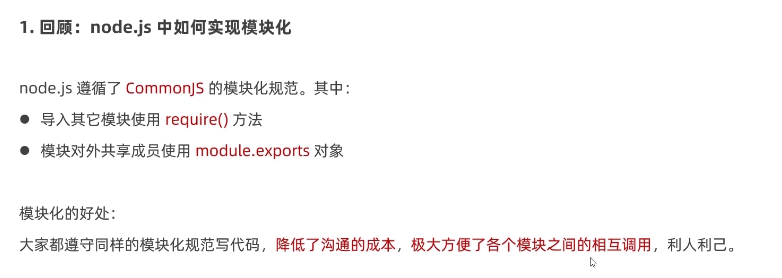 1. 回顾：node.js 中如何实现模块化
node.js 遵循了 CommonJS 的模块化规范。其中：
● 导入其它模块使用 require() 方法
● 模块对外共享成员使用 module.exports 对象
模块化的好处：
大家都遵守同样的模块化规范写代码，降低了沟通的成本，极大方便了各个模块之间的相互调用，利人利己。